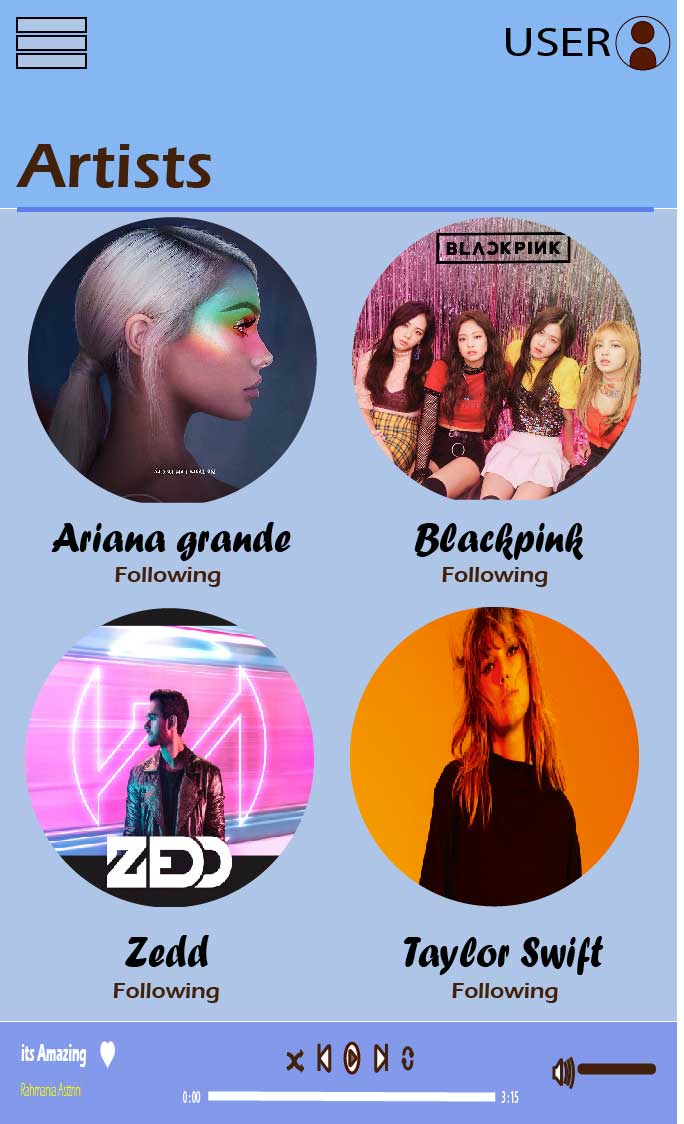 USER
Artists
BLACKPINK
Ariana grande
Blackpink
Following
Following
ZEDD
Zedd
Taylor Swift
Following
Following
its Amazing
Rahmania Asttrin
0:00
3:15